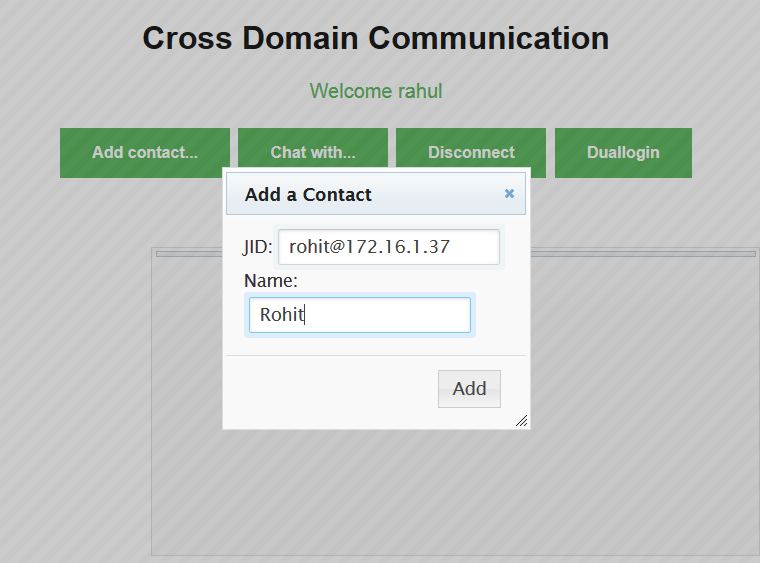 Cross Domain Communication
Welcome rahul
Add contact... Chat with... Disconnect Duallogin
Add a Contact
JID: rohit@172.16.1.37
Name:
Rohit
Add